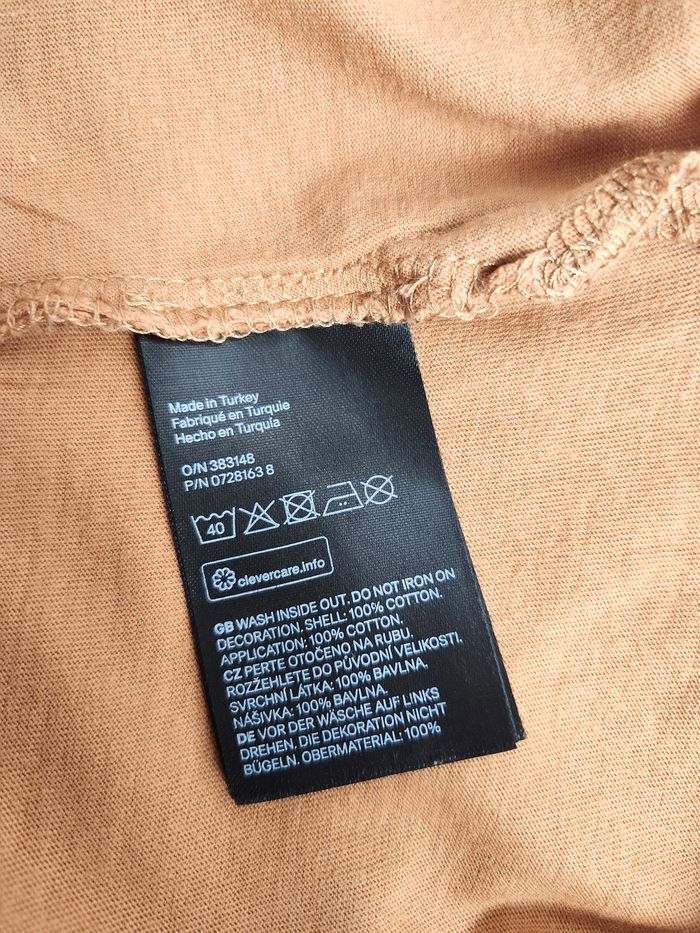 Made in Turkey
Fabriqué en Turquie
Hecho en Turquía
O/N 383148
P/N 0728163 8
40
clevercare.info
GB WASH INSIDE OUT. DO NOT IRON ON
DECORATION. SHELL: 100% COTTON.
APPLICATION: 100% COTTON.
CZ PERTE OTOČENO NA RUBU.
ROZŽEHLETE DO PŮVODNÍ VELIKOSTI.
SVRCHNÍ LÁTKA: 100% BAVLNA.
NÁŠIVKA: 100% BAVLNA.
DE VOR DER WÄSCHE AUF LINKS
DREHEN. DIE DEKORATION NICHT
BÜGELN. OBERMATERIAL: 100%